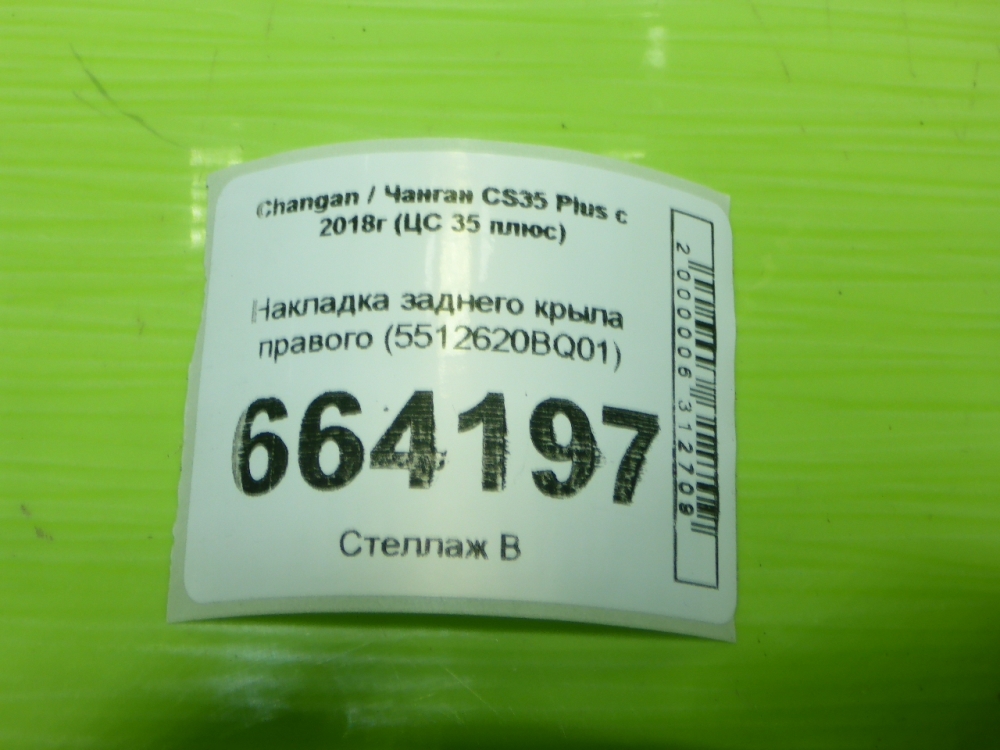 Changan / Чанган CS35 Plus с
2018г (ЦС 35 плюс)
Накладка заднего крыла
правого (5512620BQ01)
664197
Стеллаж В
2000006312709